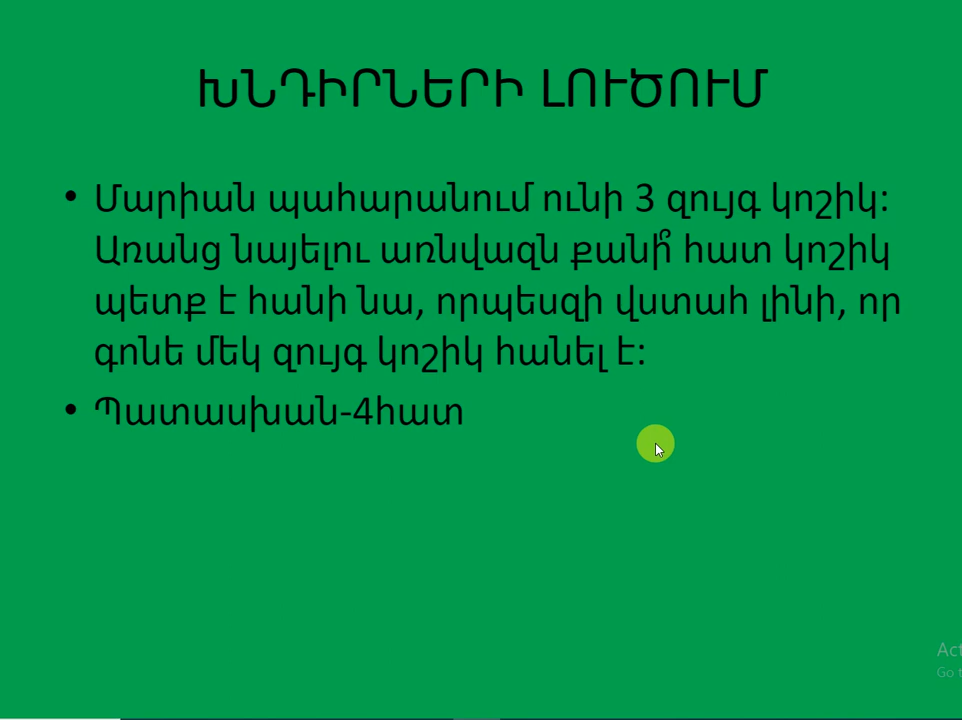 ԽՆԴԻՐՆԵՐԻ ԼՈՒԾՈՒՄ
• Մարիան պահարանում ունի 3 զույգ կոշիկ:
Առանց նայելու առնվազն քանի՞ հատ կոշիկ
պետք է հանի նա, որպեսզի վստահ լինի, որ
գոնե մեկ զույգ կոշիկ հանել է:
• Պատասխան-4հատ